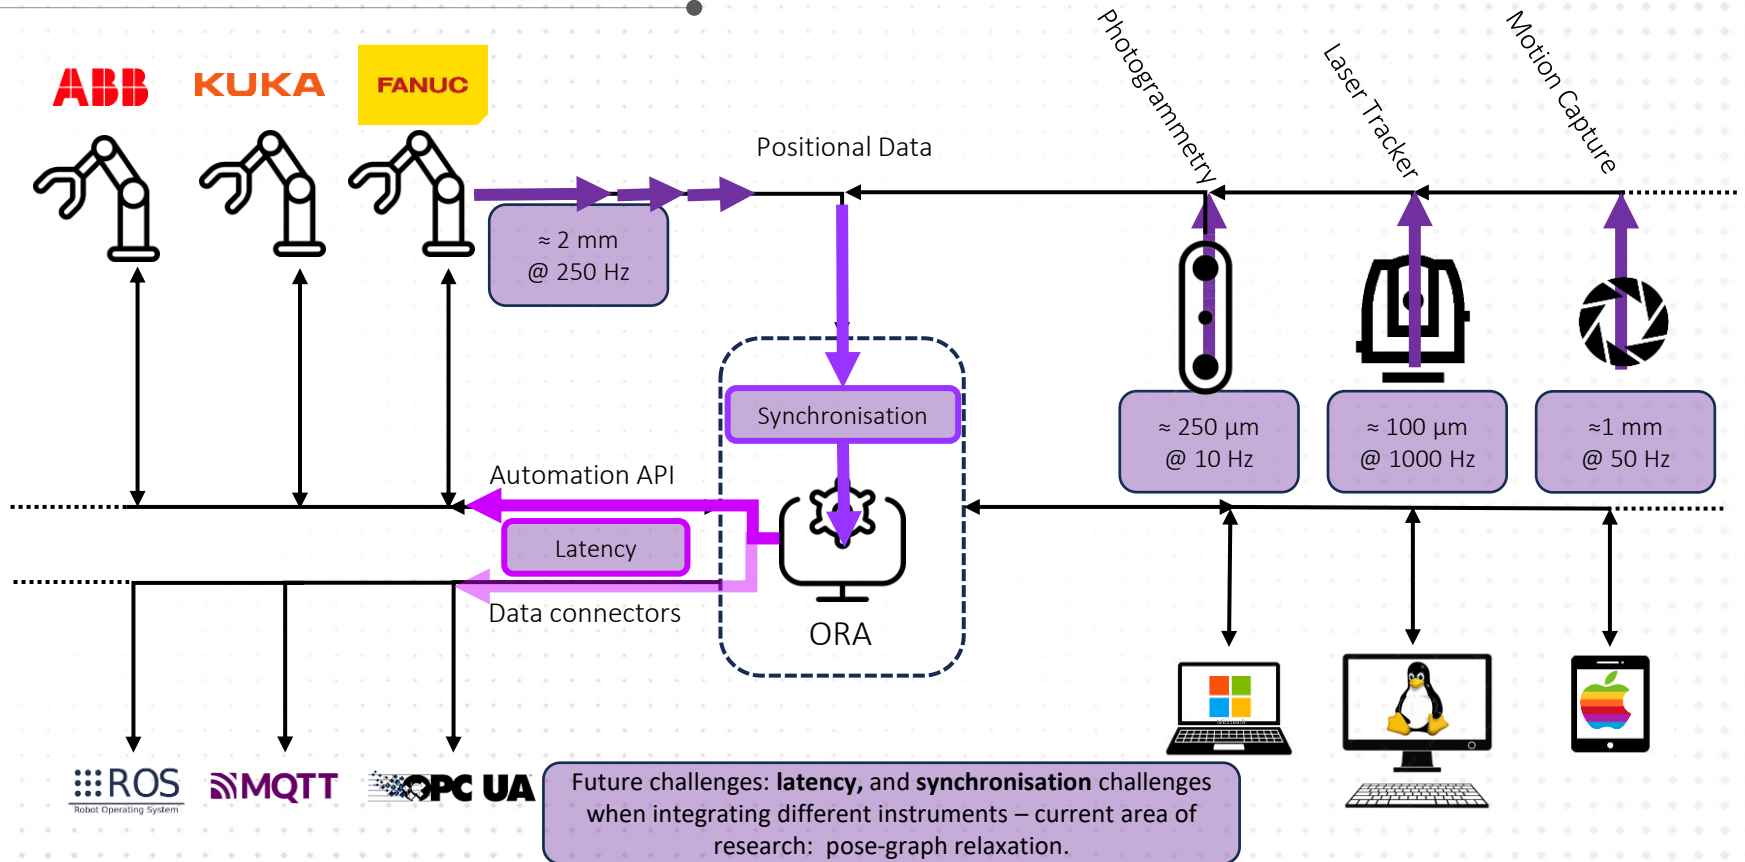 ABB
KUKA
FANUC
Photogrammetry
Laser Tracker
Motion Capture
Positional Data
≈ 2 mm
@ 250 Hz
Synchronisation
≈ 250 µm
@ 10 Hz
≈ 100 µm
@ 1000 Hz
≈1 mm
@ 50 Hz
Automation API
Latency
Data connectors
ORA
ROS
Robot Operating System
MQTT
OPC UA
Future challenges: latency, and synchronisation challenges
when integrating different instruments – current area of
research: pose-graph relaxation.